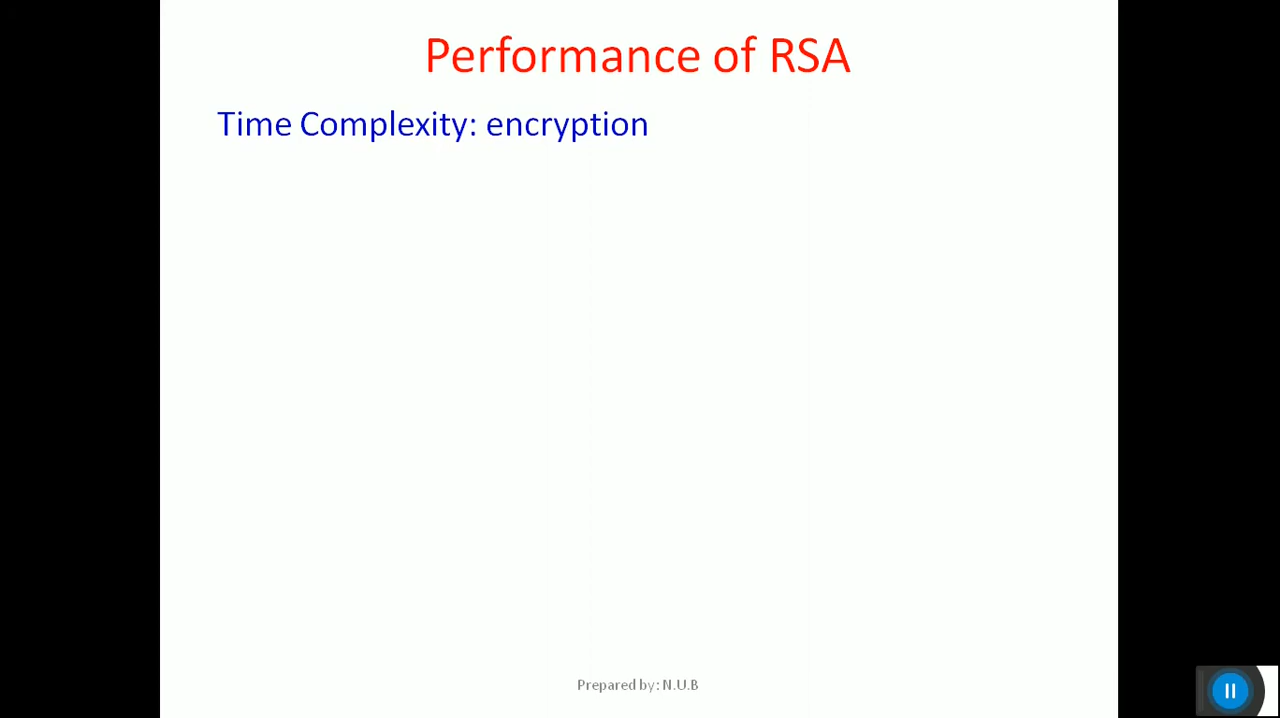 Performance of RSA
Time Complexity: encryption
Prepared by: N.U.B